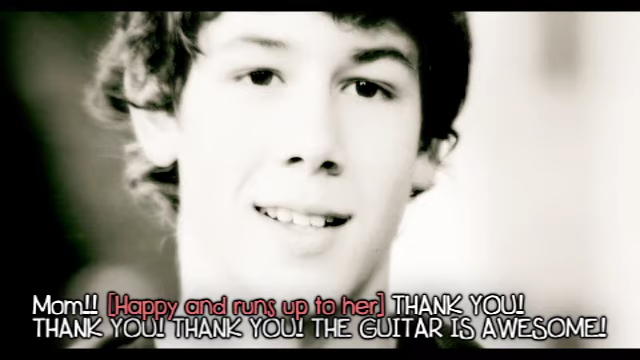 Mom!! [Happy and runs up to her] THANK YOU!
THANK YOU! THANK YOU! THE GUITAR IS AWESOME!